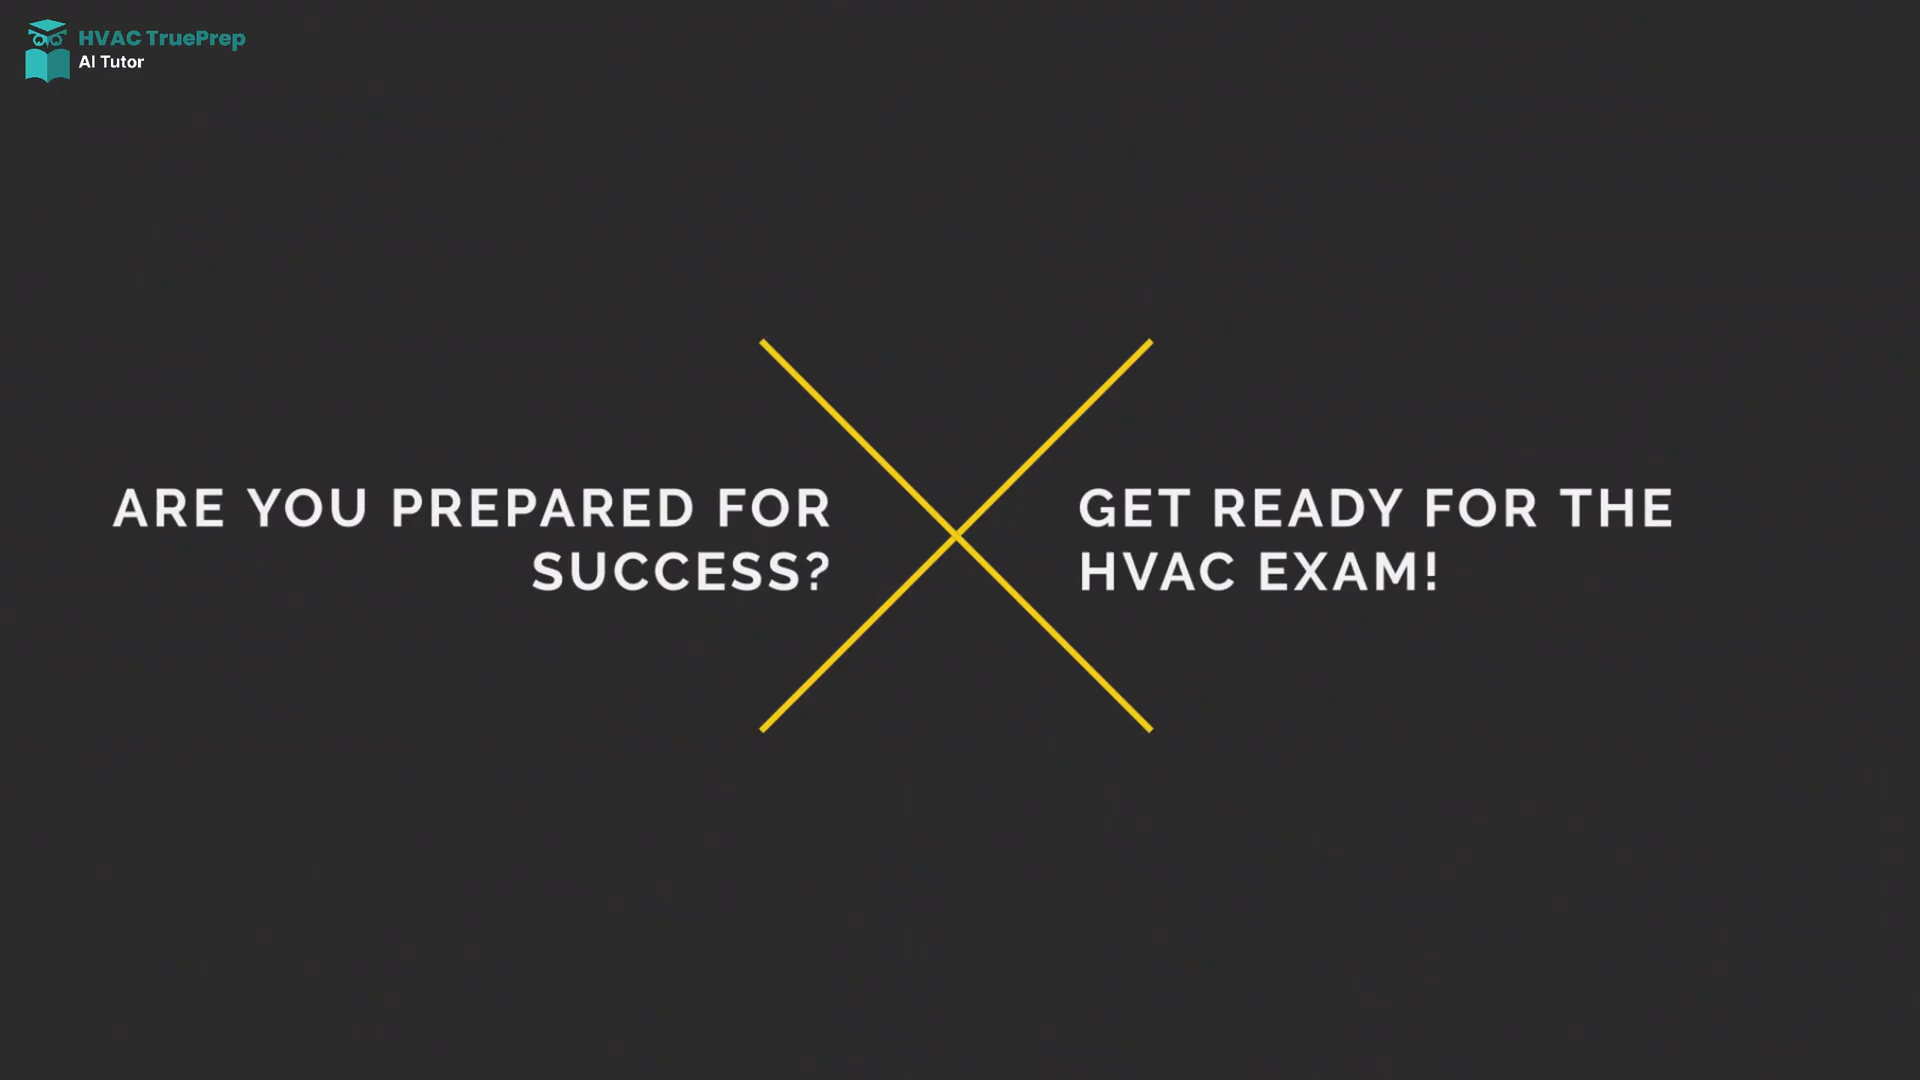 HVAC TruePrep
AI Tutor
ARE YOU PREPARED FOR
SUCCESS?
GET READY FOR THE
HVAC EXAM!